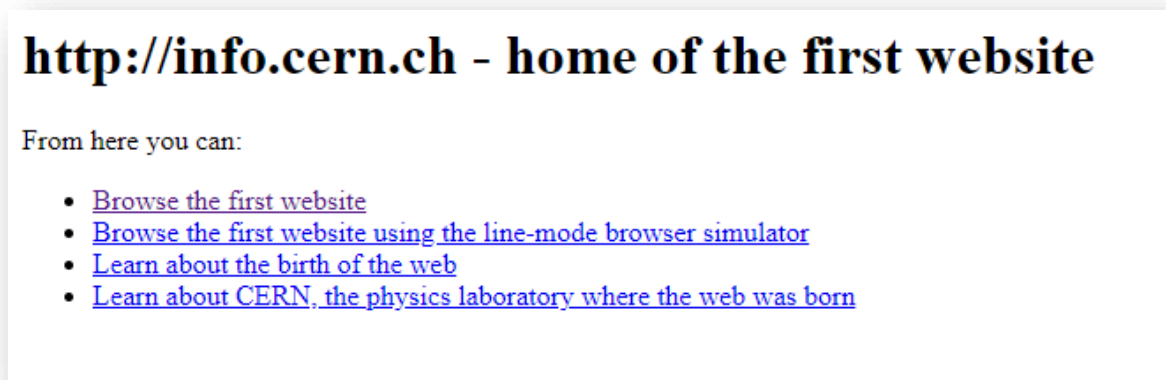 http://info.cern.ch - home of the first website
From here you can:
Browse the first website
Browse the first website using the line-mode browser simulator
Learn about the birth of the web
Learn about CERN, the physics laboratory where the web was born